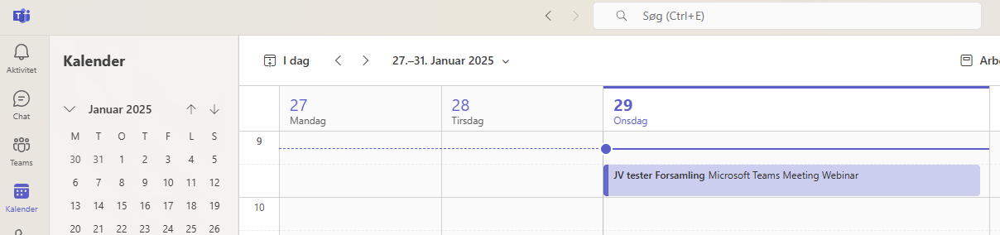 Søg (Ctrl+E)
Aktivitet
Chat
Teams
Kalender
Kalender
Januar 2025
M T O T F L S
30 31 1 2 3 4 5
6 7 8 9 10 11 12
13 14 15 16 17 18 19
20 21 22 23 24 25 26
I dag
27.–31. Januar 2025
Arbe
27
Mandag
28
Tirsdag
29
Onsdag
9
JV tester Forsamling Microsoft Teams Meeting Webinar
10